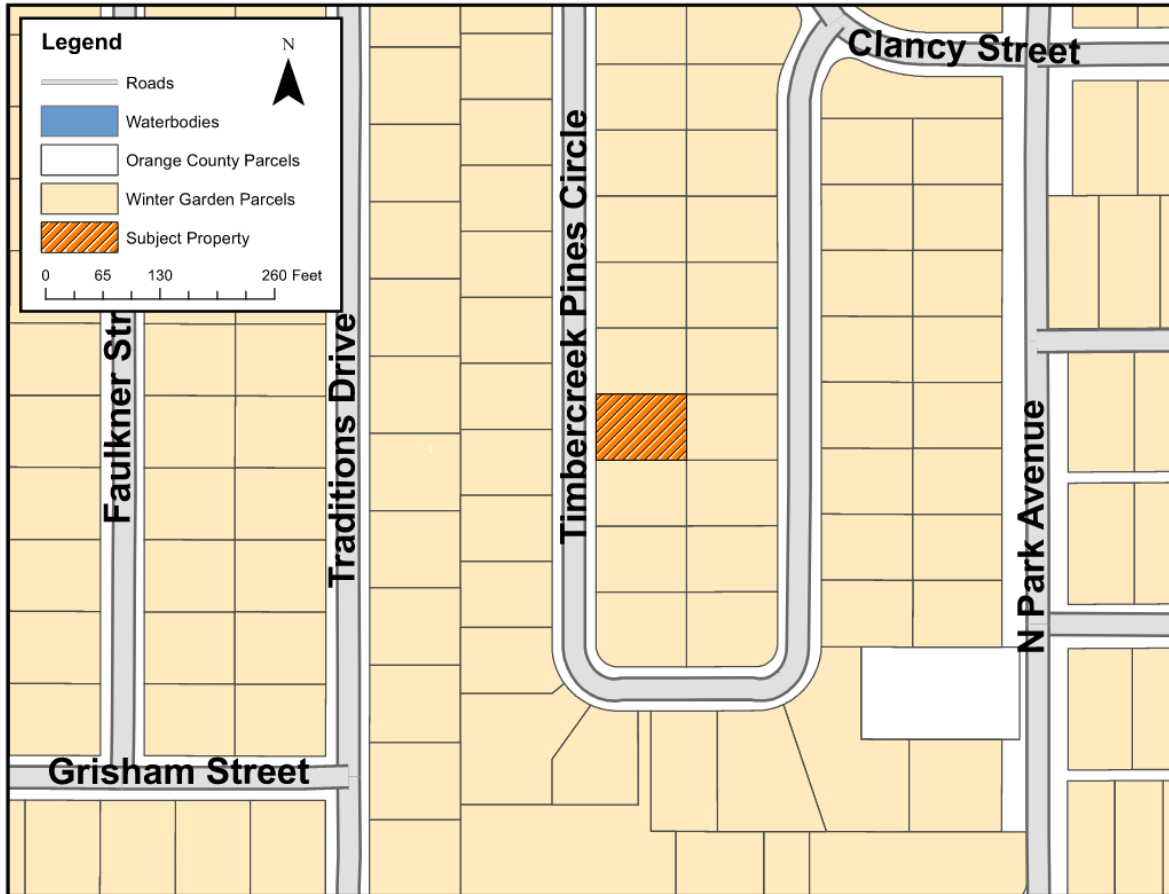 Legend
N
Roads
Waterbodies
Orange County Parcels
Winter Garden Parcels
Subject Property
0 65 130 260 Feet
Clancy Street
Timbercreek Pines Circle
Faulkner Str
Traditions Drive
N Park Avenue
Grisham Street